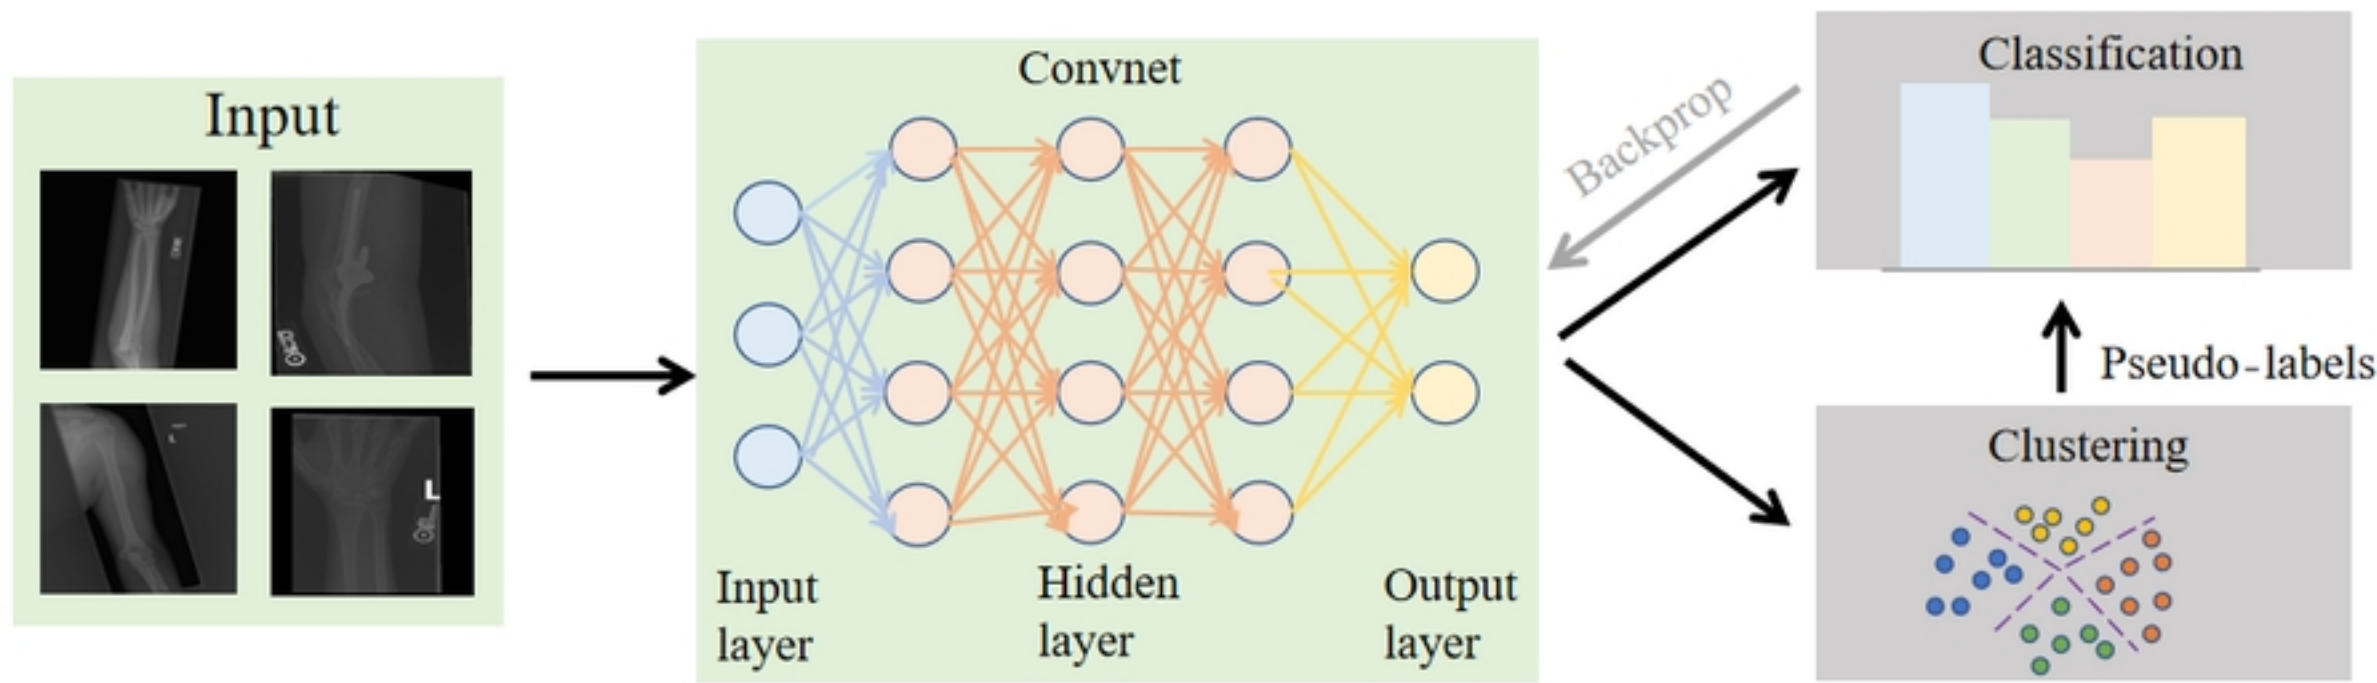 Input
L
Convnet
Input
layer
Hidden
layer
Output
layer
Backprop
Classification
Pseudo-labels
Clustering